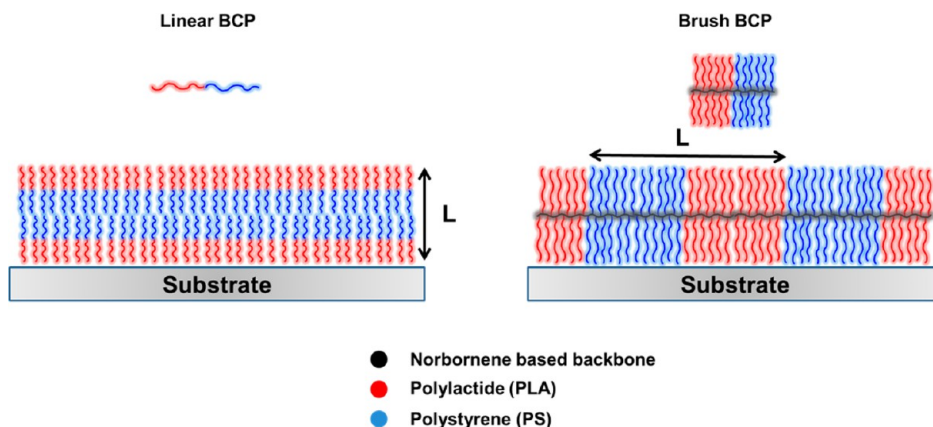 Linear BCP
Brush BCP
L
L
Substrate
Substrate
Norbornene based backbone
Polylactide (PLA)
Polystyrene (PS)